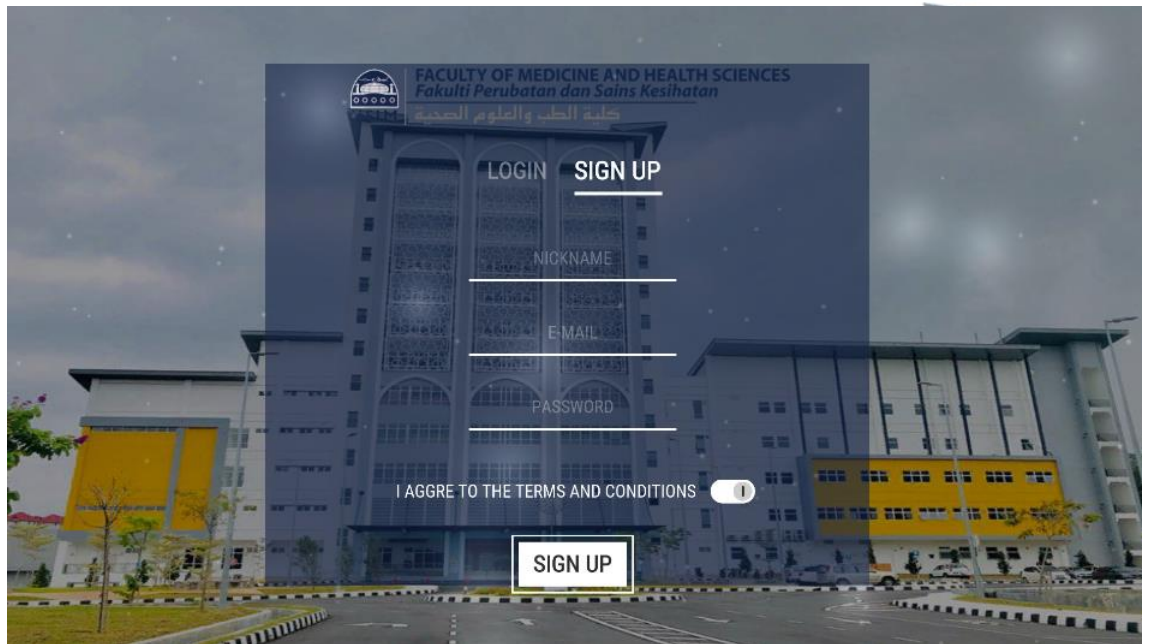 FACULTY OF MEDICINE AND HEALTH SCIENCES
Fakulti Perubatan dan Sains Kesihatan
كلية الطب والعلوم الصحية
LOGIN SIGN UP
NICKNAME
E-MAIL
PASSWORD
I AGGRE TO THE TERMS AND CONDITIONS
SIGN UP